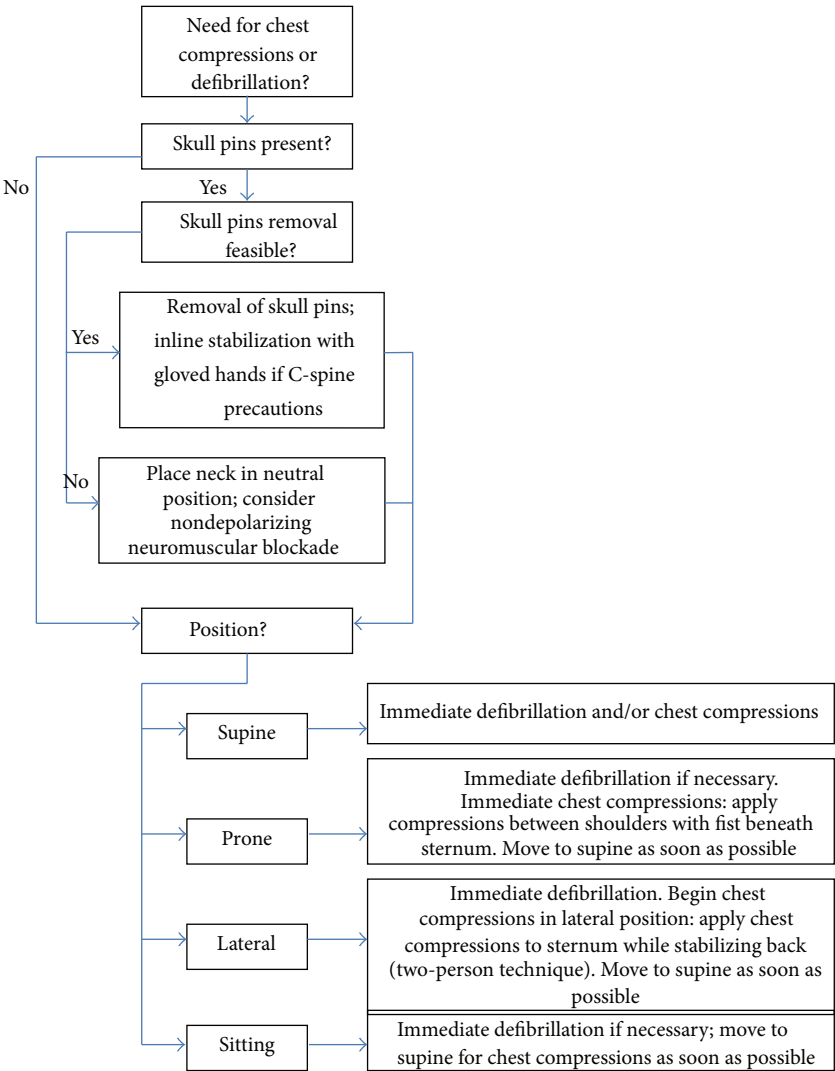 Need for chest
compressions or
defibrillation?
Skull pins present?
No
Yes
Skull pins removal
feasible?
Removal of skull pins;
inline stabilization with
gloved hands if C-spine
precautions
Yes
No
Place neck in neutral
position; consider
nondepolarizing
neuromuscular blockade
Position?
Supine
Immediate defibrillation and/or chest compressions
Prone
Immediate defibrillation if necessary.
Immediate chest compressions: apply
compressions between shoulders with fist beneath
sternum. Move to supine as soon as possible
Lateral
Immediate defibrillation. Begin chest
compressions in lateral position: apply chest
compressions to sternum while stabilizing back
(two-person technique). Move to supine as soon as
possible
Sitting
Immediate defibrillation if necessary; move to
supine for chest compressions as soon as possible